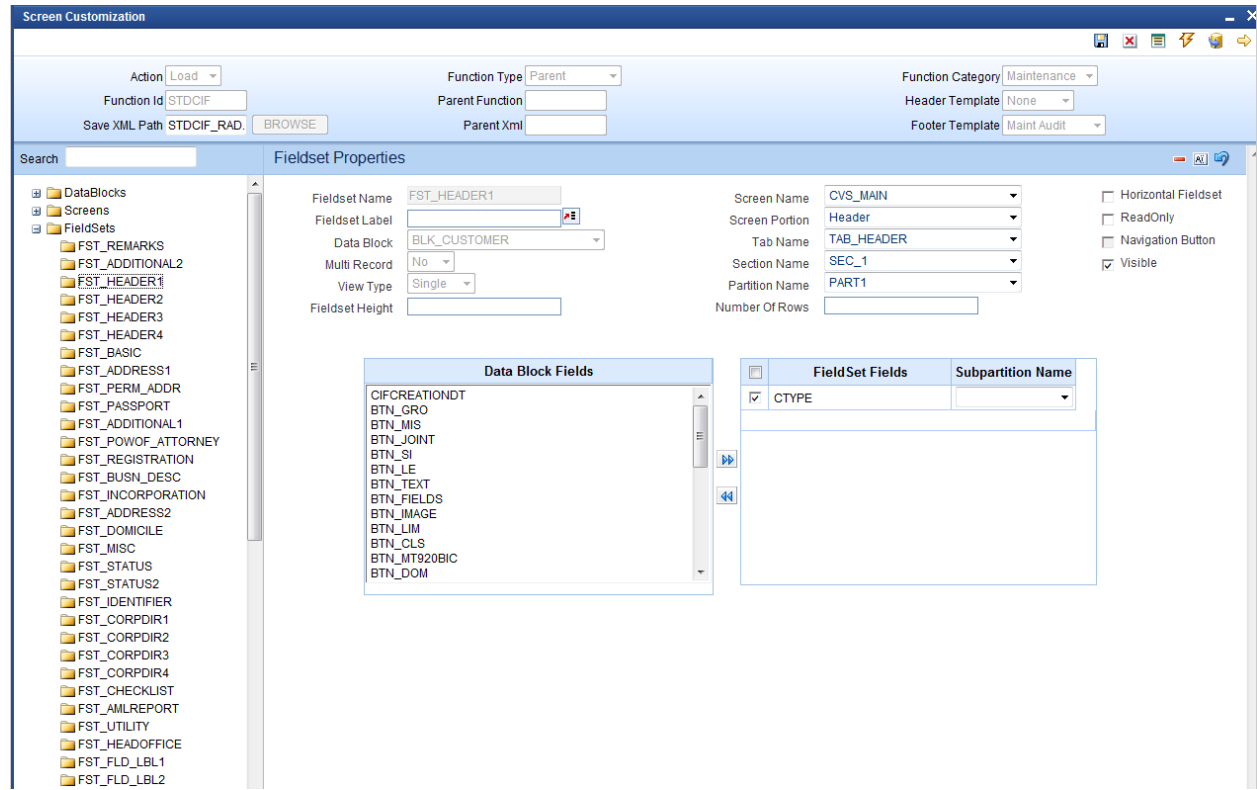 Screen Customization
Action Load Function Type Parent Function Category Maintenance
Function Id STDCIF Parent Function Header Template None
Save XML Path STDCIF_RAD. BROWSE Parent Xml Footer Template Maint Audit
Search
Fieldset Properties
DataBlocks
Screens
FieldSets
FST_REMARKS
FST_ADDITIONAL2
FST_HEADER1
FST_HEADER2
FST_HEADER3
FST_HEADER4
FST_BASIC
FST_ADDRESS1
FST_PERM_ADDR
FST_PASSPORT
FST_ADDITIONAL1
FST_POWOF_ATTORNEY
FST_REGISTRATION
FST_BUSN_DESC
FST_INCORPORATION
FST_ADDRESS2
FST_DOMICILE
FST_MISC
FST_STATUS
FST_STATUS2
FST_IDENTIFIER
FST_CORPDIR1
FST_CORPDIR2
FST_CORPDIR3
FST_CORPDIR4
FST_CHECKLIST
FST_AMLREPORT
FST_UTILITY
FST_HEADOFFICE
FST_FLD_LBL1
FST_FLD_LBL2
Fieldset Name FST_HEADER1 Screen Name CVS_MAIN Horizontal Fieldset
Fieldset Label Screen Portion Header ReadOnly
Data Block BLK_CUSTOMER Tab Name TAB_HEADER Navigation Button
Multi Record No Section Name SEC_1 Visible
View Type Single Partition Name PART1
Fieldset Height Number Of Rows
Data Block Fields
CIFCREATIONDT
BTN_GRO
BTN_MIS
BTN_JOINT
BTN_SI
BTN_LE
BTN_TEXT
BTN_FIELDS
BTN_IMAGE
BTN_LIM
BTN_CLS
BTN_MT920BIC
BTN_DOM
FieldSet Fields Subpartition Name
CTYPE